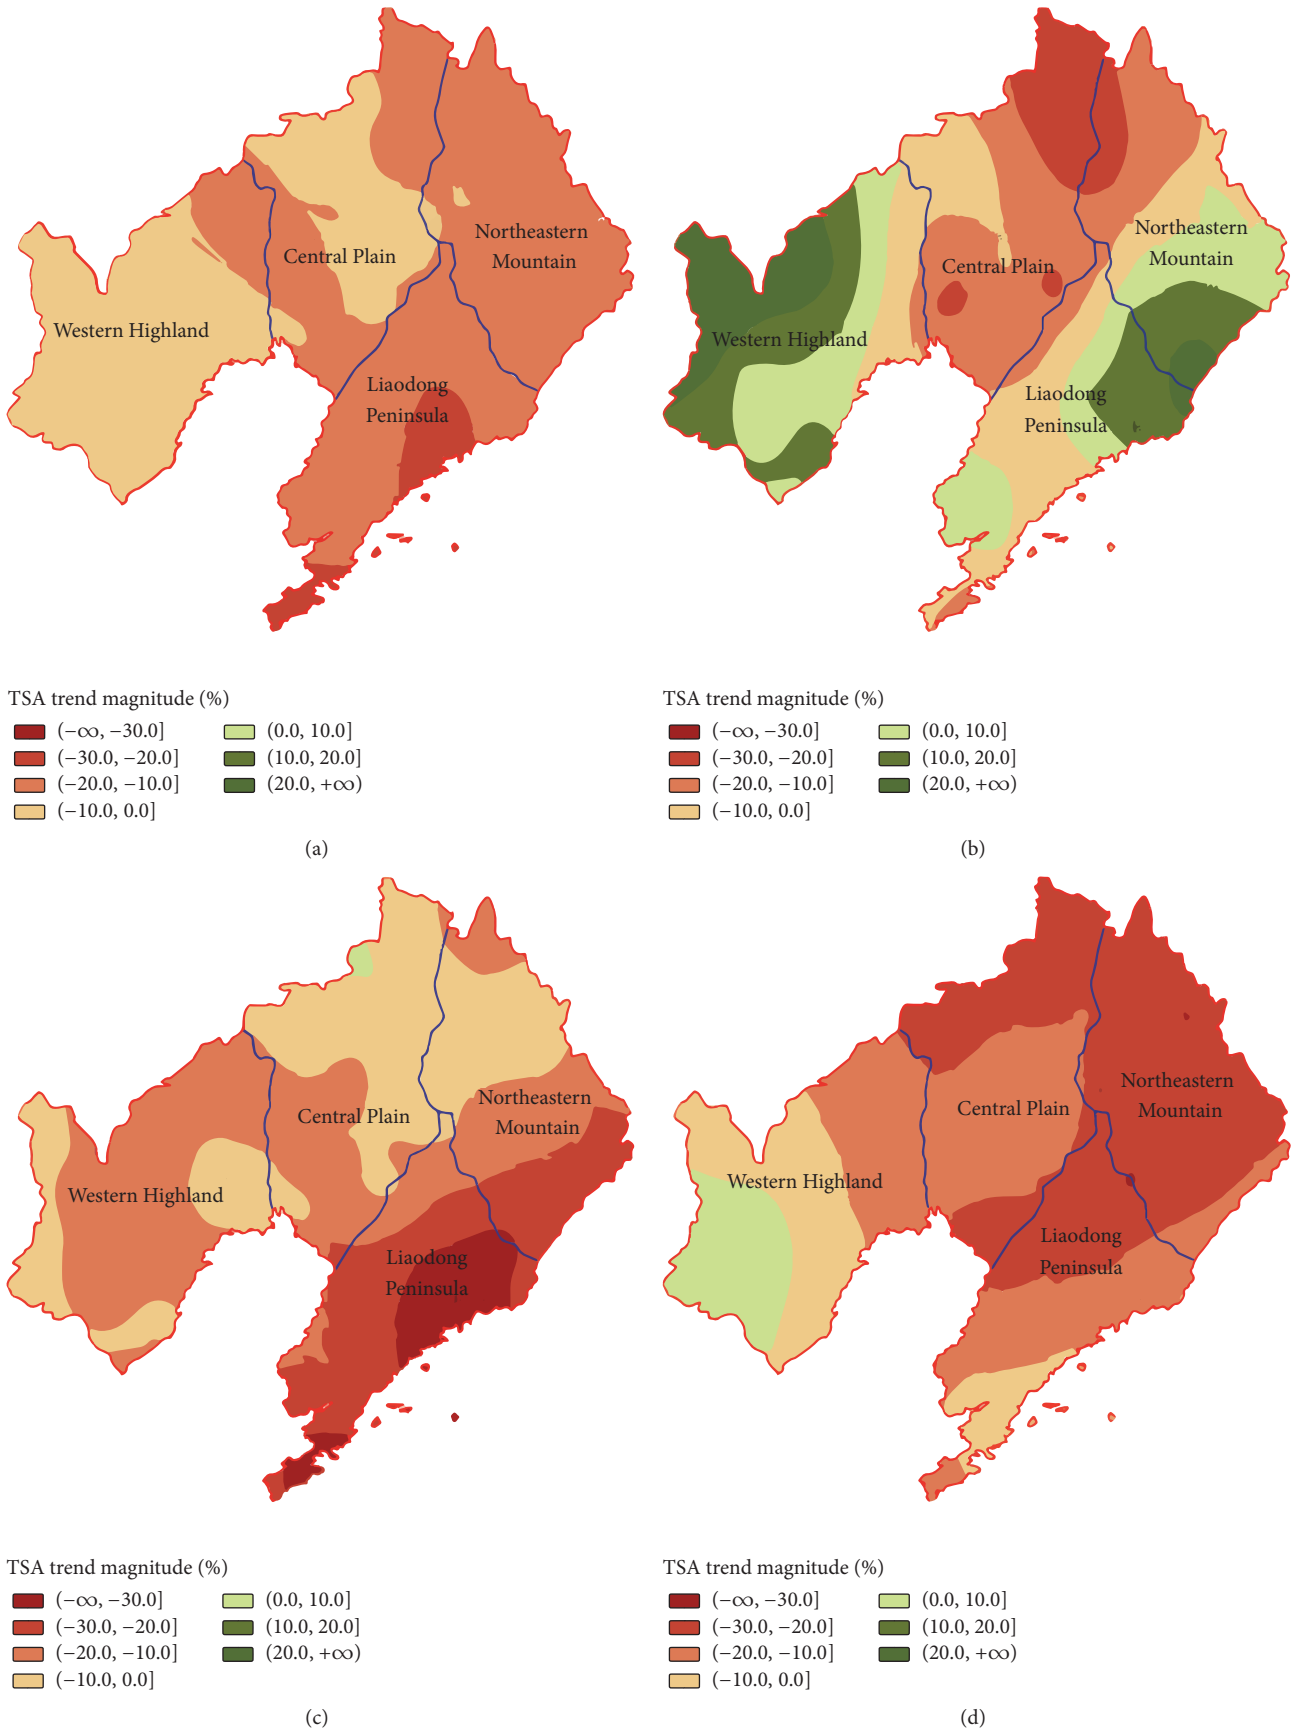 Northeastern
Mountain
Central Plain
Western Highland
Liaodong
Peninsula
TSA trend magnitude (%)
(−∞, −30.0]
(−30.0, −20.0]
(−20.0, −10.0]
(−10.0, 0.0]
(0.0, 10.0]
(10.0, 20.0]
(20.0, +∞)
(a)
Northeastern
Mountain
Central Plain
Western Highland
Liaodong
Peninsula
TSA trend magnitude (%)
(−∞, −30.0]
(−30.0, −20.0]
(−20.0, −10.0]
(−10.0, 0.0]
(0.0, 10.0]
(10.0, 20.0]
(20.0, +∞)
(b)
Northeastern
Mountain
Central Plain
Western Highland
Liaodong
Peninsula
TSA trend magnitude (%)
(−∞, −30.0]
(−30.0, −20.0]
(−20.0, −10.0]
(−10.0, 0.0]
(0.0, 10.0]
(10.0, 20.0]
(20.0, +∞)
(c)
Northeastern
Mountain
Central Plain
Western Highland
Liaodong
Peninsula
TSA trend magnitude (%)
(−∞, −30.0]
(−30.0, −20.0]
(−20.0, −10.0]
(−10.0, 0.0]
(0.0, 10.0]
(10.0, 20.0]
(20.0, +∞)
(d)